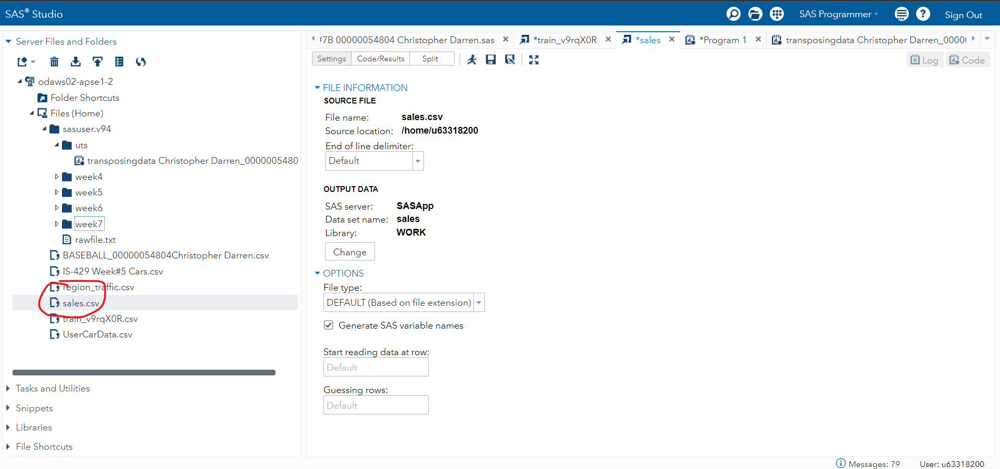 SAS® Studio
SAS Programmer
Sign Out
Server Files and Folders
odaws02-apse1-2
Folder Shortcuts
Files (Home)
sasuser.v94
uts
transposingdata Christopher Darren_0000005480
week4
week5
week6
week7
rawfile.txt
BASEBALL_00000054804Christopher Darren.csv
IS-429 Week#5 Cars.csv
region_traffic.csv
sales.csv
train_v9rqX0R.csv
UserCarData.csv
Tasks and Utilities
Snippets
Libraries
File Shortcuts
#7B 00000054804 Christopher Darren.sas
*train_v9rqX0R
*sales
*Program 1
transposingdata Christopher Darren_0000
Settings
Code/Results
Split
Log
Code
FILE INFORMATION
SOURCE FILE
File name: sales.csv
Source location: /home/u63318200
End of line delimiter:
Default
OUTPUT DATA
SAS server: SASApp
Data set name: sales
Library: WORK
Change
OPTIONS
File type:
DEFAULT (Based on file extension)
Generate SAS variable names
Start reading data at row:
Default
Guessing rows:
Default
Messages: 79
User: u63318200